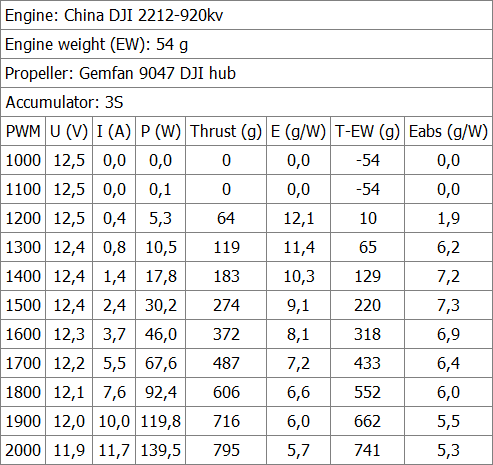 Engine: China DJI 2212-920kv
Engine weight (EW): 54 g
Propeller: Gemfan 9047 DJI hub
Accumulator: 3S
PWM U (V) I (A) P (W) Thrust (g) E (g/W) T-EW (g) Eabs (g/W)
1000 12,5 0,0 0,0 0 0,0 -54 0,0
1100 12,5 0,0 0,1 0 0,0 -54 0,0
1200 12,5 0,4 5,3 64 12,1 10 1,9
1300 12,4 0,8 10,5 119 11,4 65 6,2
1400 12,4 1,4 17,8 183 10,3 129 7,2
1500 12,4 2,4 30,2 274 9,1 220 7,3
1600 12,3 3,7 46,0 372 8,1 318 6,9
1700 12,2 5,5 67,6 487 7,2 433 6,4
1800 12,1 7,6 92,4 606 6,6 552 6,0
1900 12,0 10,0 119,8 716 6,0 662 5,5
2000 11,9 11,7 139,5 795 5,7 741 5,3